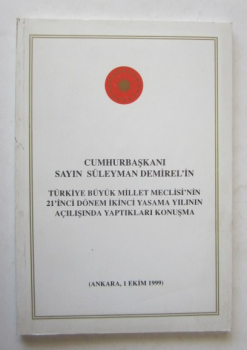 CUMHURBAŞKANI
SAYIN SÜLEYMAN DEMİREL'İN
TÜRKİYE BÜYÜK MİLLET MECLİSİ'NİN
21'İNCİ DÖNEM İKİNCİ YASAMA YILININ
AÇILIŞINDA YAPTIKLARI KONUŞMA
(ANKARA, 1 EKİM 1999)